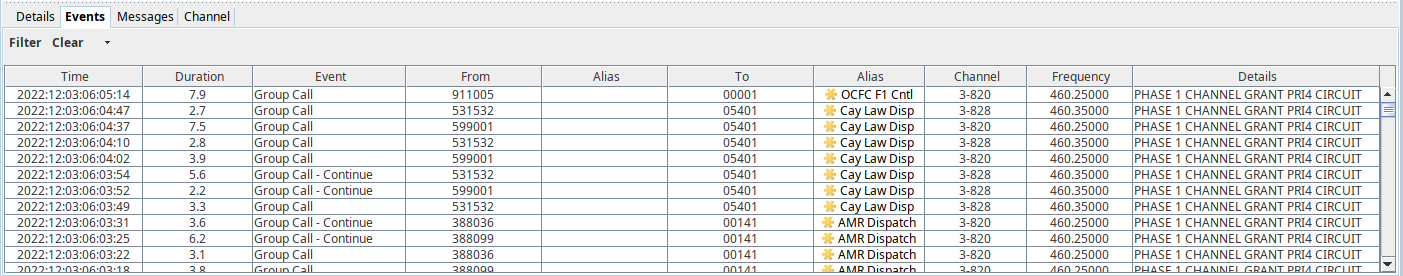 Details Events Messages Channel
Filter Clear
Time Duration Event From Alias To Alias Channel Frequency Details
2022:12:03:06:05:14 7.9 Group Call 911005 00001 OCFC F1 Cntl 3-820 460.25000 PHASE 1 CHANNEL GRANT PRI4 CIRCUIT
2022:12:03:06:04:47 2.7 Group Call 531532 05401 Cay Law Disp 3-828 460.35000 PHASE 1 CHANNEL GRANT PRI4 CIRCUIT
2022:12:03:06:04:37 7.5 Group Call 599001 05401 Cay Law Disp 3-820 460.25000 PHASE 1 CHANNEL GRANT PRI4 CIRCUIT
2022:12:03:06:04:10 2.8 Group Call 531532 05401 Cay Law Disp 3-828 460.35000 PHASE 1 CHANNEL GRANT PRI4 CIRCUIT
2022:12:03:06:04:02 3.9 Group Call 599001 05401 Cay Law Disp 3-820 460.25000 PHASE 1 CHANNEL GRANT PRI4 CIRCUIT
2022:12:03:06:03:54 5.6 Group Call - Continue 531532 05401 Cay Law Disp 3-828 460.35000 PHASE 1 CHANNEL GRANT PRI4 CIRCUIT
2022:12:03:06:03:52 2.2 Group Call - Continue 599001 05401 Cay Law Disp 3-828 460.35000 PHASE 1 CHANNEL GRANT PRI4 CIRCUIT
2022:12:03:06:03:49 3.3 Group Call 531532 05401 Cay Law Disp 3-828 460.35000 PHASE 1 CHANNEL GRANT PRI4 CIRCUIT
2022:12:03:06:03:31 3.6 Group Call - Continue 388036 00141 AMR Dispatch 3-820 460.25000 PHASE 1 CHANNEL GRANT PRI4 CIRCUIT
2022:12:03:06:03:25 6.2 Group Call - Continue 388099 00141 AMR Dispatch 3-820 460.25000 PHASE 1 CHANNEL GRANT PRI4 CIRCUIT
2022:12:03:06:03:22 3.1 Group Call 388036 00141 AMR Dispatch 3-820 460.25000 PHASE 1 CHANNEL GRANT PRI4 CIRCUIT
2022:12:03:06:03:18 3.8 Group Call 388099 00141 AMR Dispatch 3-820 460.25000 PHASE 1 CHANNEL GRANT PRI4 CIRCUIT